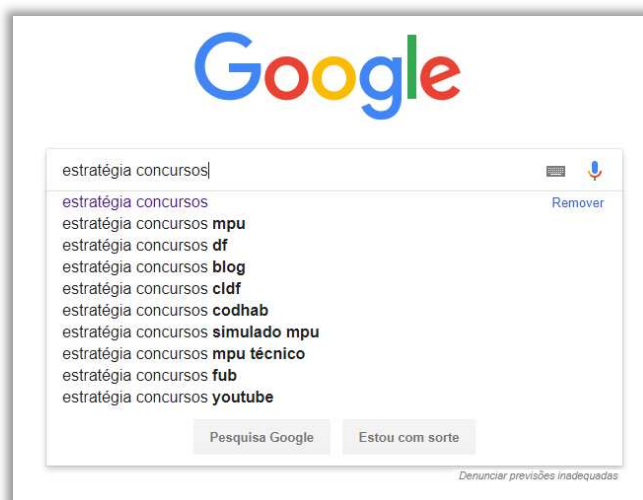 Google
estratégia concursos
estratégia concursos Remover
estratégia concursos mpu
estratégia concursos df
estratégia concursos blog
estratégia concursos cldf
estratégia concursos codhab
estratégia concursos simulado mpu
estratégia concursos mpu técnico
estratégia concursos fub
estratégia concursos youtube
Pesquisa Google Estou com sorte
Denunciar previsões inadequadas